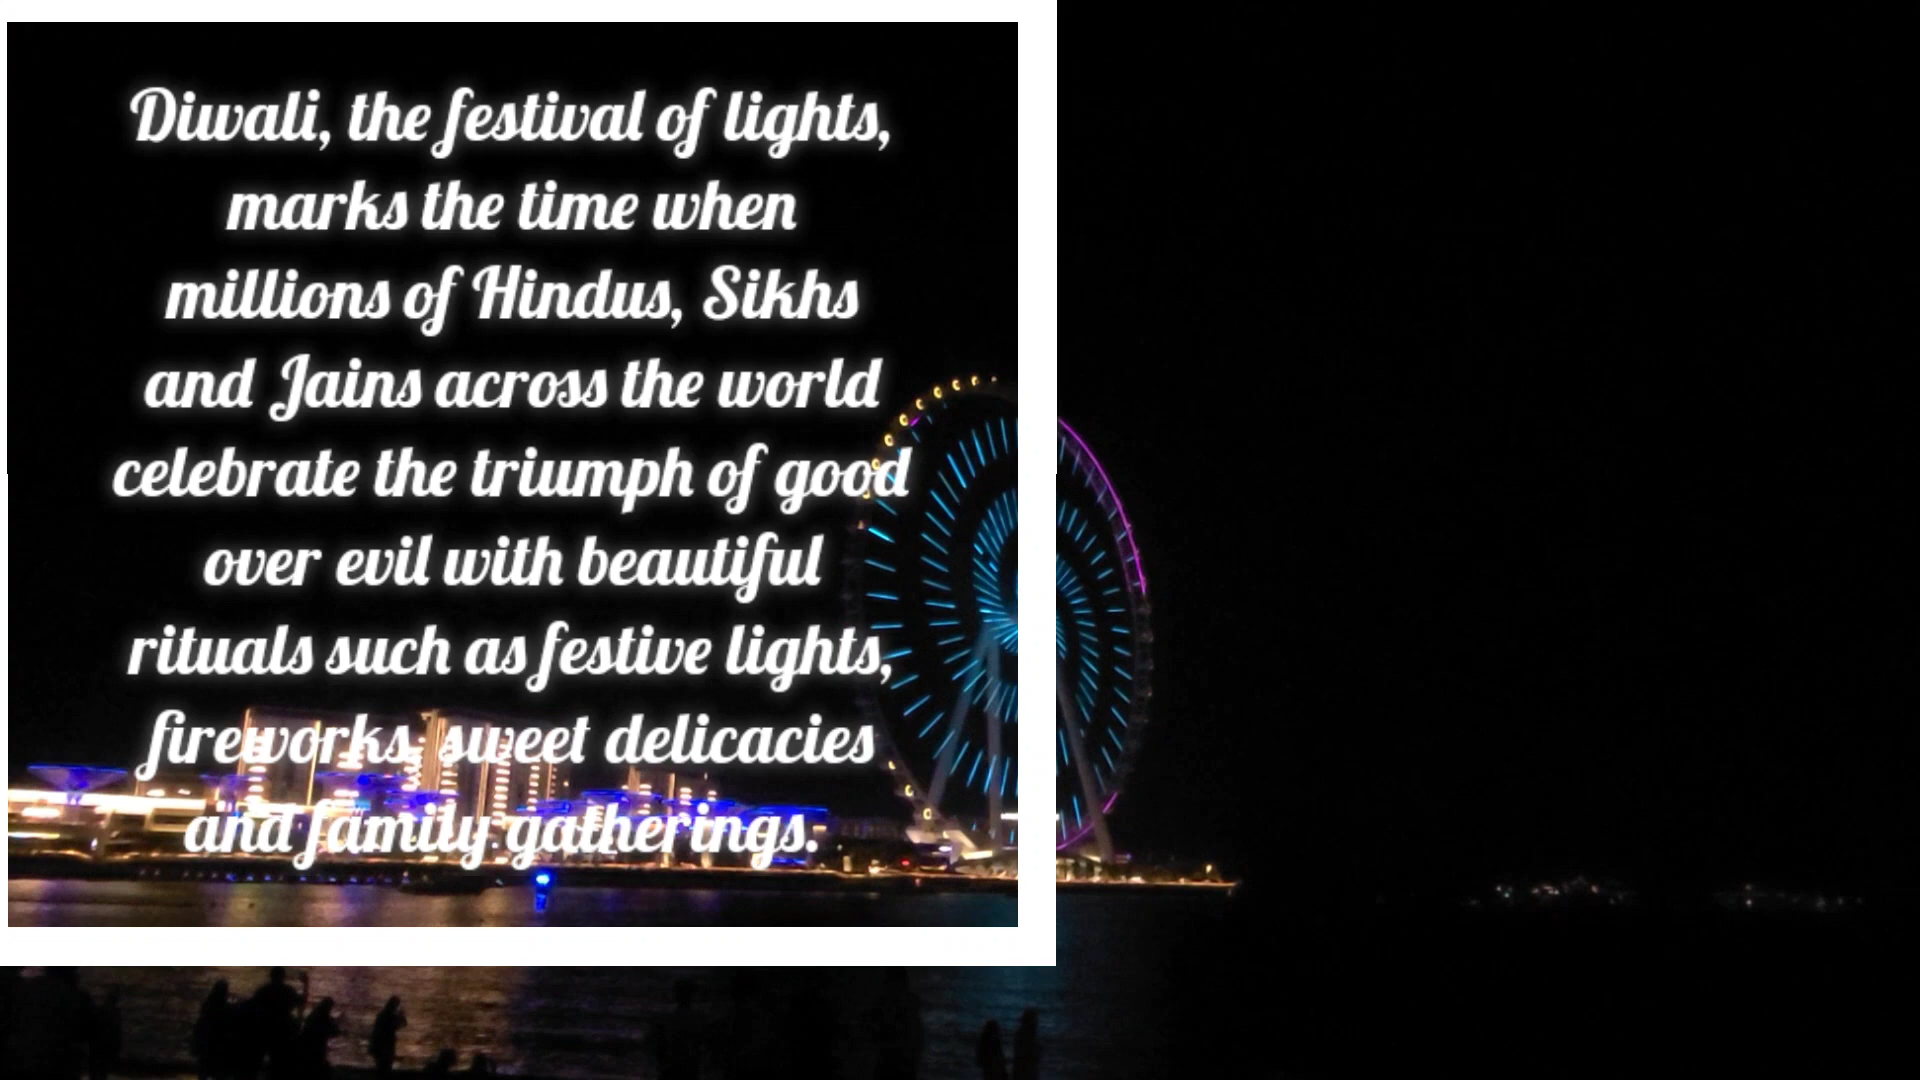 Diwali, the festival of lights,
marks the time when
millions of Hindus, Sikhs
and Jains across the world
celebrate the triumph of good
over evil with beautiful
rituals such as festive lights,
fireworks, sweet delicacies
and family gatherings.